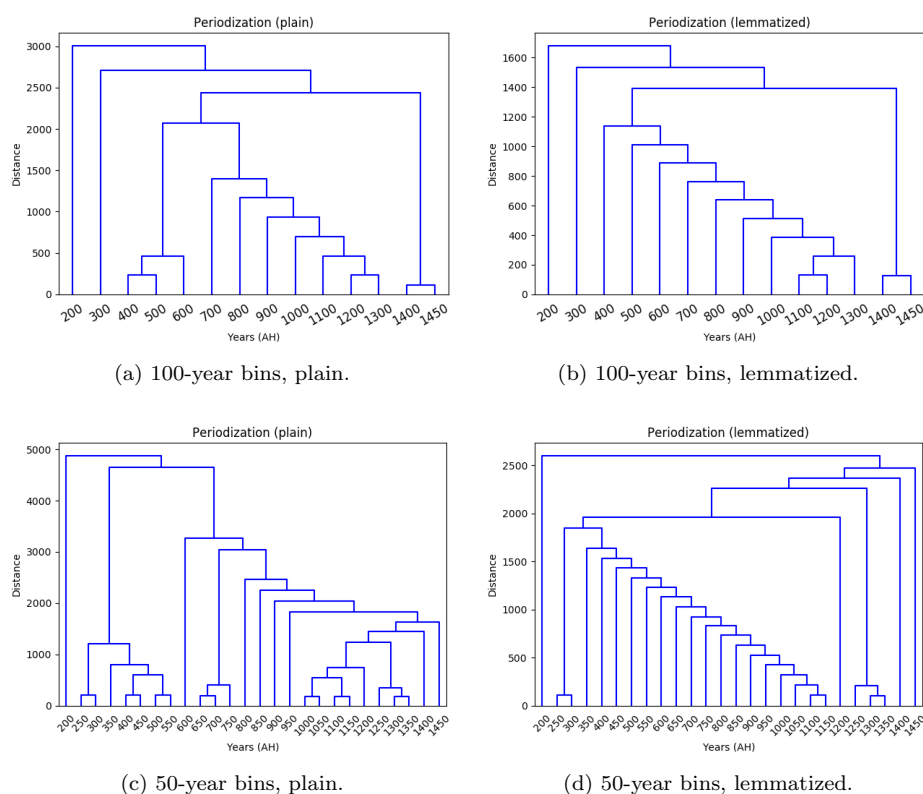 Periodization (plain)
3000
2500
2000
1500
1000
500
0
Distance
200 300 400 500 600 700 800 900 1000 1100 1200 1300 1400 1450
Years (AH)
(a) 100-year bins, plain.
Periodization (lemmatized)
1600
1400
1200
1000
800
600
400
200
0
Distance
200 300 400 500 600 700 800 900 1000 1100 1200 1300 1400 1450
Years (AH)
(b) 100-year bins, lemmatized.
Periodization (plain)
5000
4000
3000
2000
1000
0
Distance
200 250 300 350 400 450 500 550 600 650 700 750 800 850 900 950 1000 1050 1100 1150 1200 1250 1300 1350 1400 1450
Years (AH)
(c) 50-year bins, plain.
Periodization (lemmatized)
2500
2000
1500
1000
500
0
Distance
200 250 300 350 400 450 500 550 600 650 700 750 800 850 900 950 1000 1050 1100 1150 1200 1250 1300 1350 1400 1450
Years (AH)
(d) 50-year bins, lemmatized.